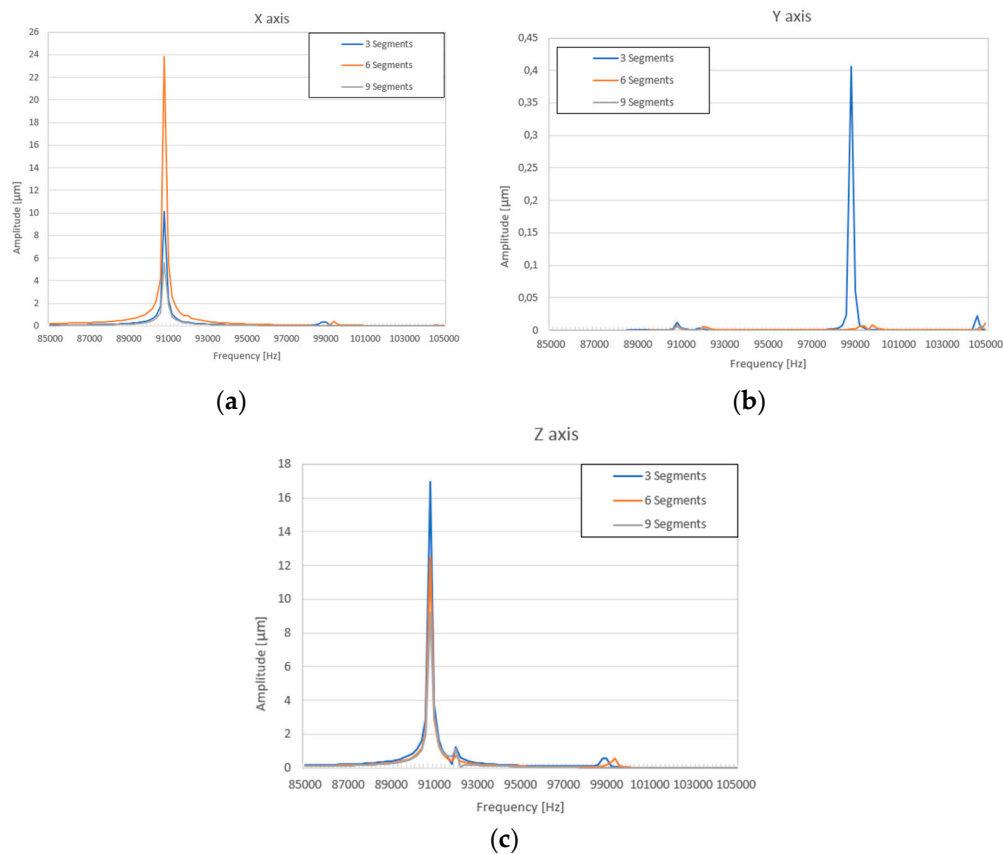 X axis
26
24
22
20
18
16
14
12
10
8
6
4
2
0
Amplitude [µm]
3 Segments
6 Segments
9 Segments
85000 87000 89000 91000 93000 95000 97000 99000 101000 103000 105000
Frequency [Hz]
(a)
Y axis
0,45
0,4
0,35
0,3
0,25
0,2
0,15
0,1
0,05
0
Amplitude [µm]
3 Segments
6 Segments
9 Segments
85000 87000 89000 91000 93000 95000 97000 99000 101000 103000 105000
Frequency [Hz]
(b)
Z axis
18
16
14
12
10
8
6
4
2
0
Amplitude [µm]
3 Segments
6 Segments
9 Segments
85000 87000 89000 91000 93000 95000 97000 99000 101000 103000 105000
Frequency [Hz]
(c)